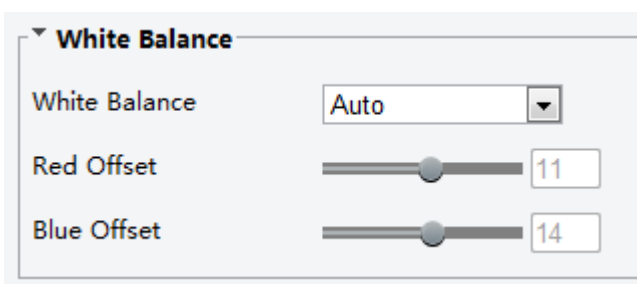 White Balance
White Balance Auto
Red Offset 11
Blue Offset 14